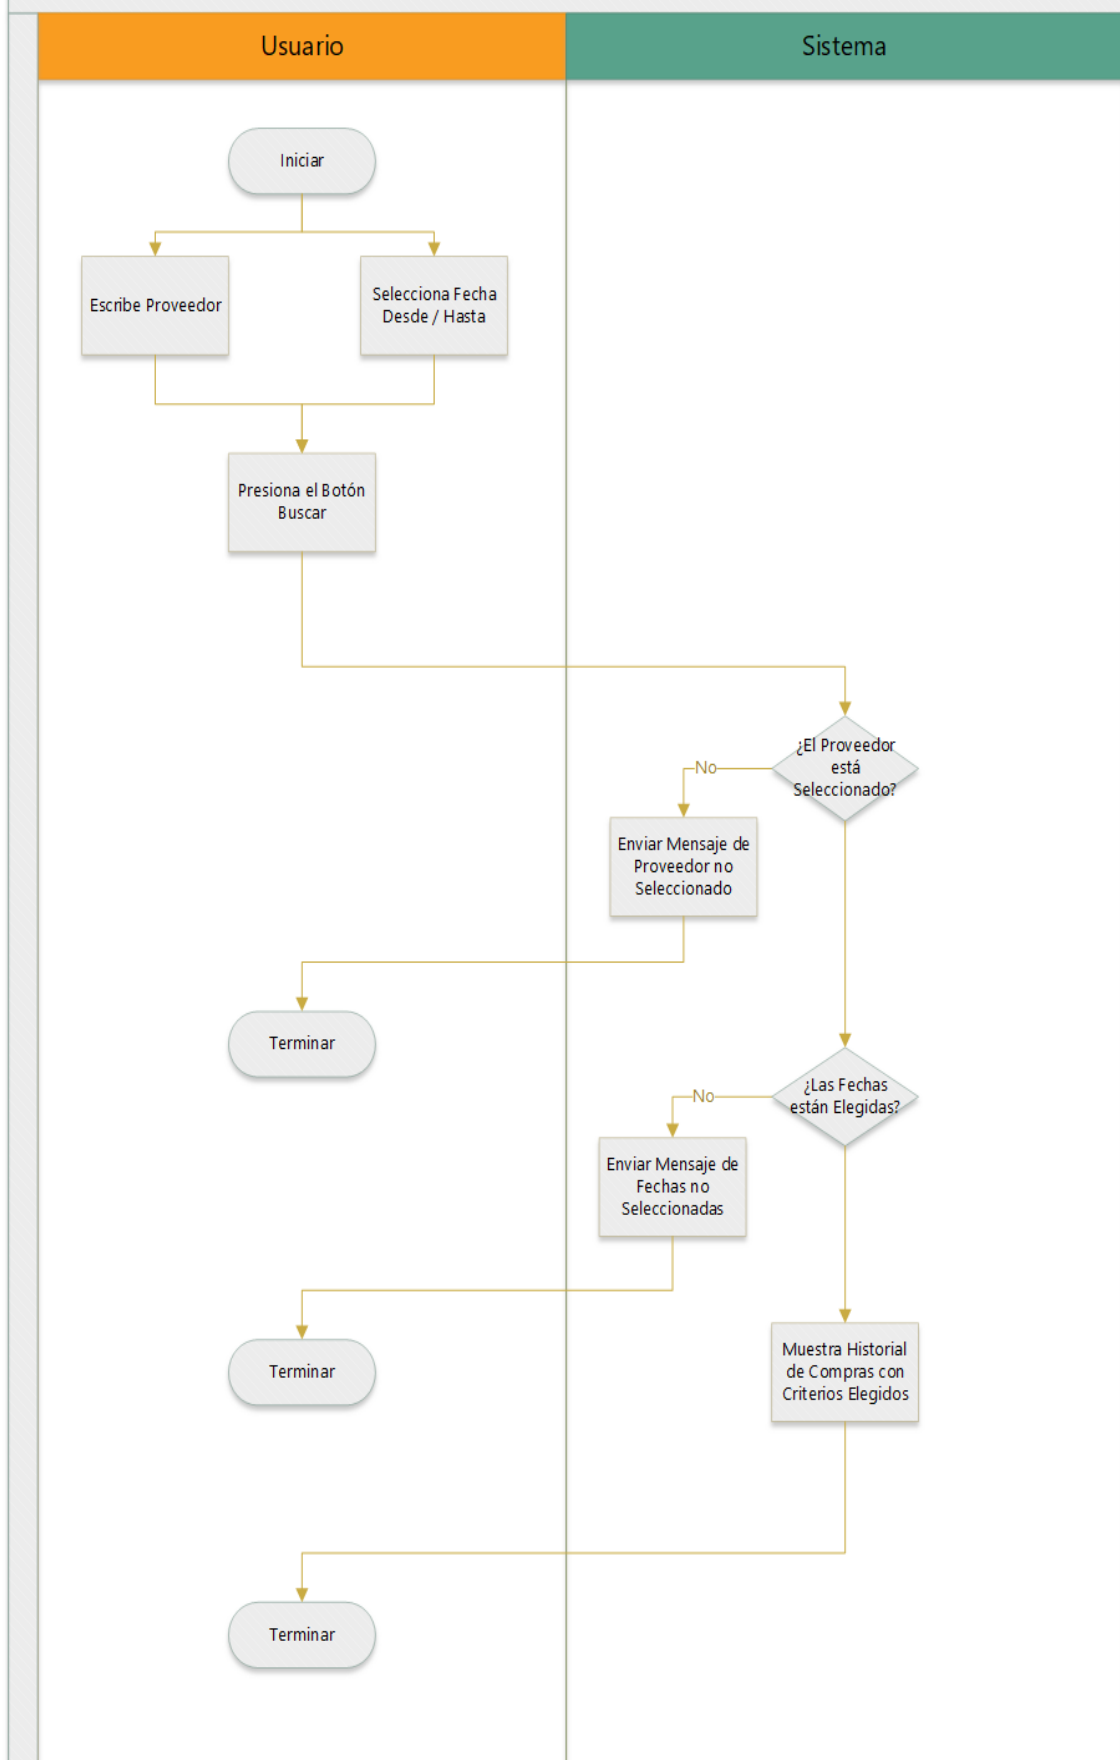 Usuario
Sistema
Iniciar
Escribe Proveedor
Selecciona Fecha
Desde / Hasta
Presiona el Botón
Buscar
¿El Proveedor
está
Seleccionado?
No
Enviar Mensaje de
Proveedor no
Seleccionado
Terminar
¿Las Fechas
están Elegidas?
No
Enviar Mensaje de
Fechas no
Seleccionadas
Terminar
Muestra Historial
de Compras con
Criterios Elegidos
Terminar